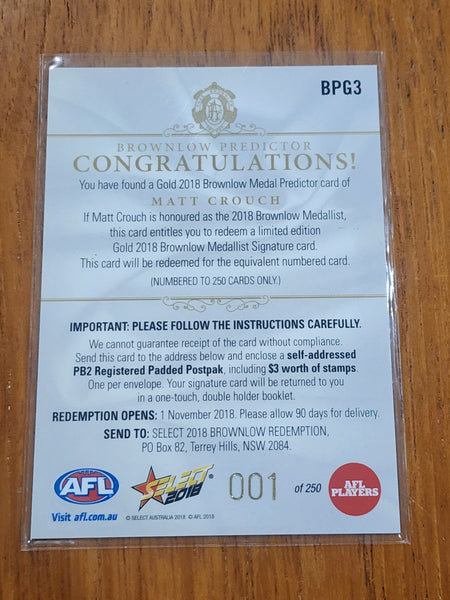 BPG3
BROWNLOW PREDICTOR
CONGRATULATIONS!
You have found a Gold 2018 Brownlow Medal Predictor card of
MATT CROUCH
If Matt Crouch is honoured as the 2018 Brownlow Medallist,
this card entitles you to redeem a limited edition
Gold 2018 Brownlow Medallist Signature card.
This card will be redeemed for the equivalent numbered card.
(NUMBERED TO 250 CARDS ONLY.)
IMPORTANT: PLEASE FOLLOW THE INSTRUCTIONS CAREFULLY.
We cannot guarantee receipt of the card without compliance.
Send this card to the address below and enclose a self-addressed
PB2 Registered Padded Postpak, including $3 worth of stamps.
One per envelope. Your signature card will be returned to you
in a one-touch, double holder booklet.
REDEMPTION OPENS: 1 November 2018. Please allow 90 days for delivery.
SEND TO: SELECT 2018 BROWNLOW REDEMPTION,
PO Box 82, Terrey Hills, NSW 2084.
AFL
SELECT
2018
001 of 250
AFL
PLAYERS
Visit afl.com.au
© SELECT AUSTRALIA 2018 © AFL 2018